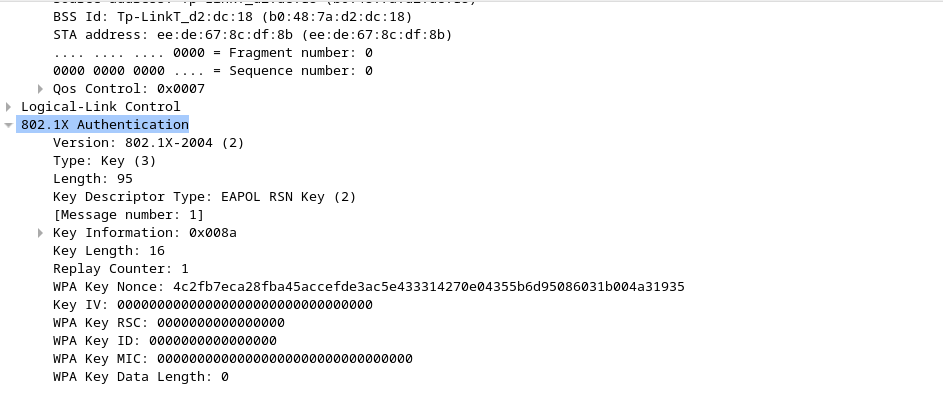 BSS Id: Tp-LinkT_d2:dc:18 (b0:48:7a:d2:dc:18)
STA address: ee:de:67:8c:df:8b (ee:de:67:8c:df:8b)
.... .... .... 0000 = Fragment number: 0
0000 0000 0000 .... = Sequence number: 0
Qos Control: 0x0007
Logical-Link Control
802.1X Authentication
Version: 802.1X-2004 (2)
Type: Key (3)
Length: 95
Key Descriptor Type: EAPOL RSN Key (2)
[Message number: 1]
Key Information: 0x008a
Key Length: 16
Replay Counter: 1
WPA Key Nonce: 4c2fb7eca28fba45accefde3ac5e433314270e04355b6d95086031b004a31935
Key IV: 00000000000000000000000000000000
WPA Key RSC: 0000000000000000
WPA Key ID: 0000000000000000
WPA Key MIC: 00000000000000000000000000000000
WPA Key Data Length: 0